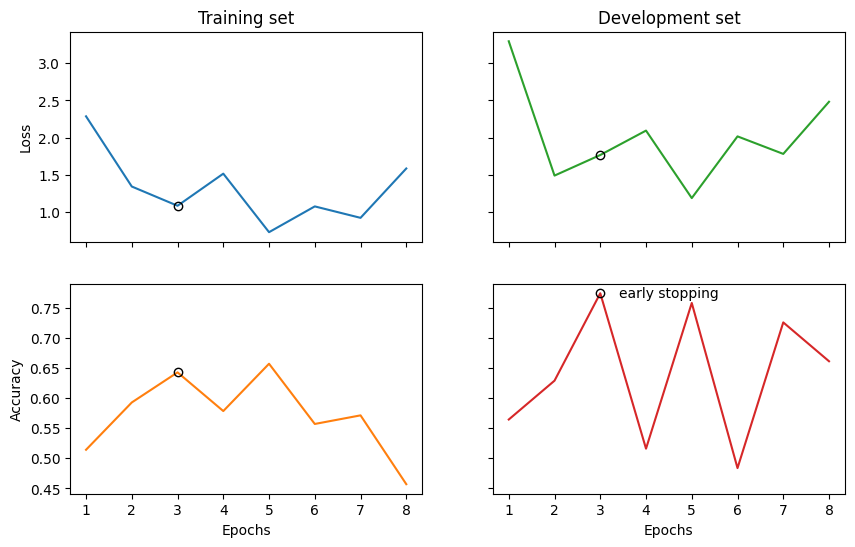 Training set
Development set
Loss
3.0
2.5
2.0
1.5
1.0
Accuracy
0.75
0.70
0.65
0.60
0.55
0.50
0.45
early stopping
1 2 3 4 5 6 7 8
1 2 3 4 5 6 7 8
Epochs
Epochs